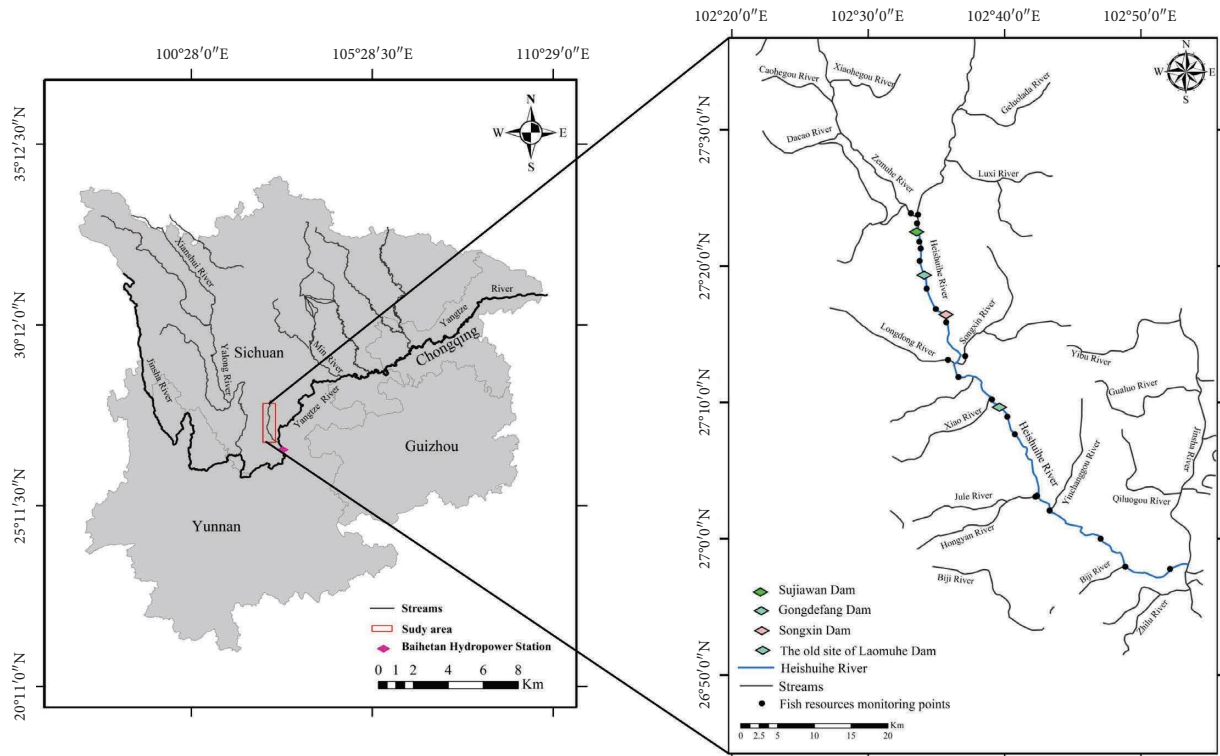 100°28′0″E
105°28′30″E
110°29′0″E
35°12′30″N
30°12′0″N
25°11′30″N
20°11′0″N
N
W
E
S
Xianshui River
Yalong River
Jinsha River
Sichuan
Min River
Yangtze
River
Chongqing
Yangtze River
Guizhou
Yunnan
Streams
Sudy area
Baihetan Hydropower Station
0 1 2 4 6 8
Km
102°20′0″E
102°30′0″E
102°40′0″E
102°50′0″E
27°30′0″N
27°20′0″N
27°10′0″N
27°0′0″N
26°50′0″N
N
W
E
S
Caohegou River
Xiaohegou River
Geluolada River
Dacao River
Zemuhe River
Luxi River
Heishuihe River
Songxin River
Longdong River
Yibu River
Gualuo River
Xiao River
Heishuihe River
Jinsha River
Yinchanggou River
Jule River
Qiluogou River
Hongyan River
Biji River
Biji River
Zhilu River
Sujiawan Dam
Gongdefang Dam
Songxin Dam
The old site of Laomuhe Dam
Heishuihe River
Streams
Fish resources monitoring points
0 2.5 5 10 15 20
Km